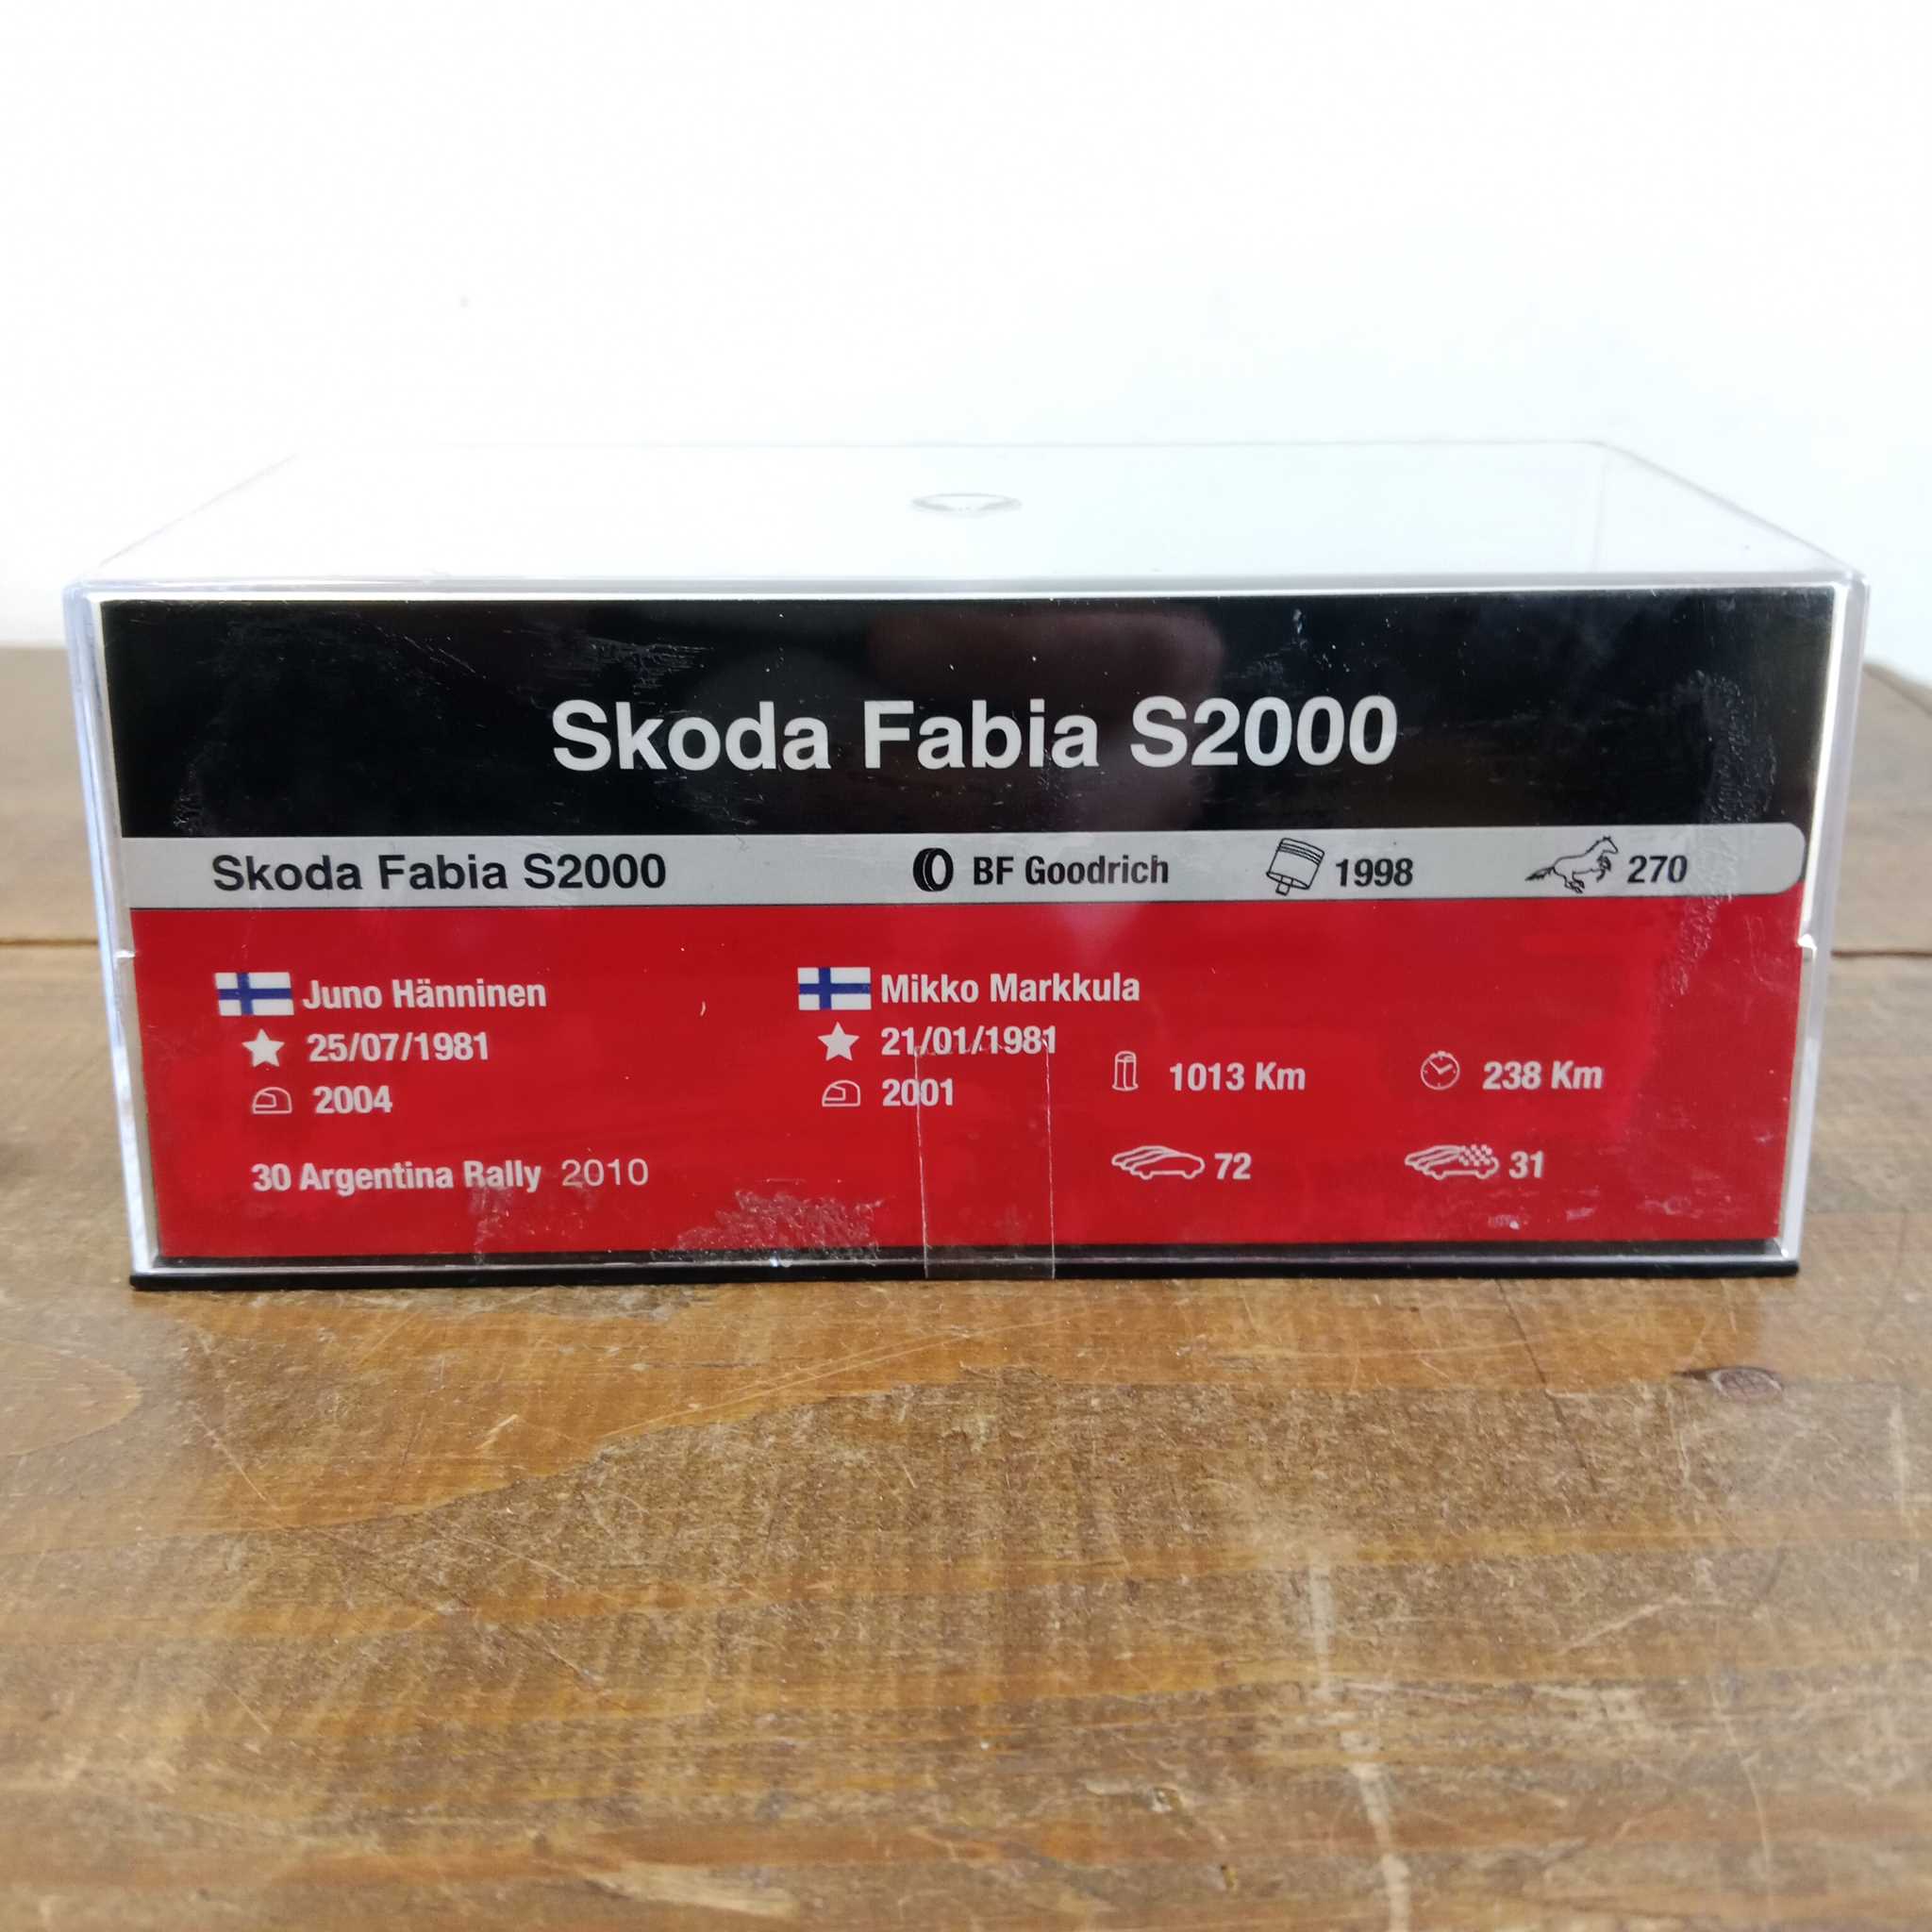 Skoda Fabia S2000
Skoda Fabia S2000 BF Goodrich 1998 270
Juno Hänninen Mikko Markkula
25/07/1981 21/01/1981
2004 2001 1013 Km 238 Km
30 Argentina Rally 2010 72 31